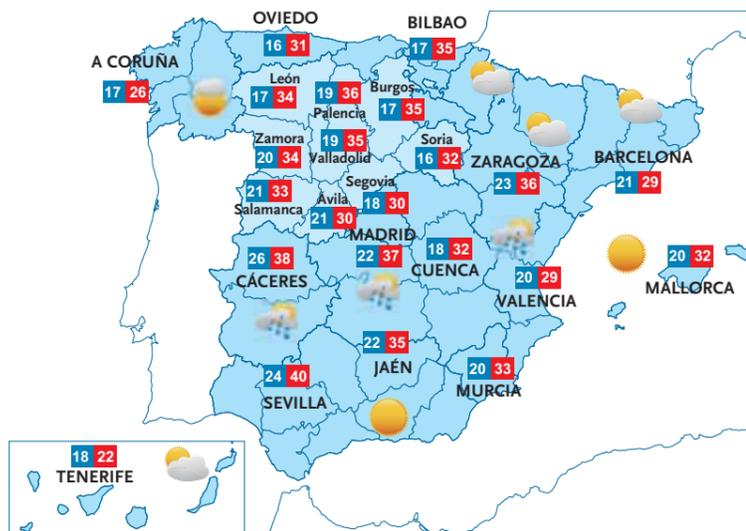 OVIEDO
16 31
BILBAO
17 35
A CORUÑA
17 26
León
17 34
19 36
Palencia
Burgos
17 35
Zamora
20 34
19 35
Valladolid
Soria
16 32
ZARAGOZA
23 36
BARCELONA
21 29
21 33
Salamanca
Ávila
21 30
Segovia
18 30
MADRID
22 37
18 32
CUENCA
26 38
CÁCERES
20 29
VALENCIA
20 32
MALLORCA
22 35
JAÉN
20 33
MURCIA
24 40
SEVILLA
18 22
TENERIFE